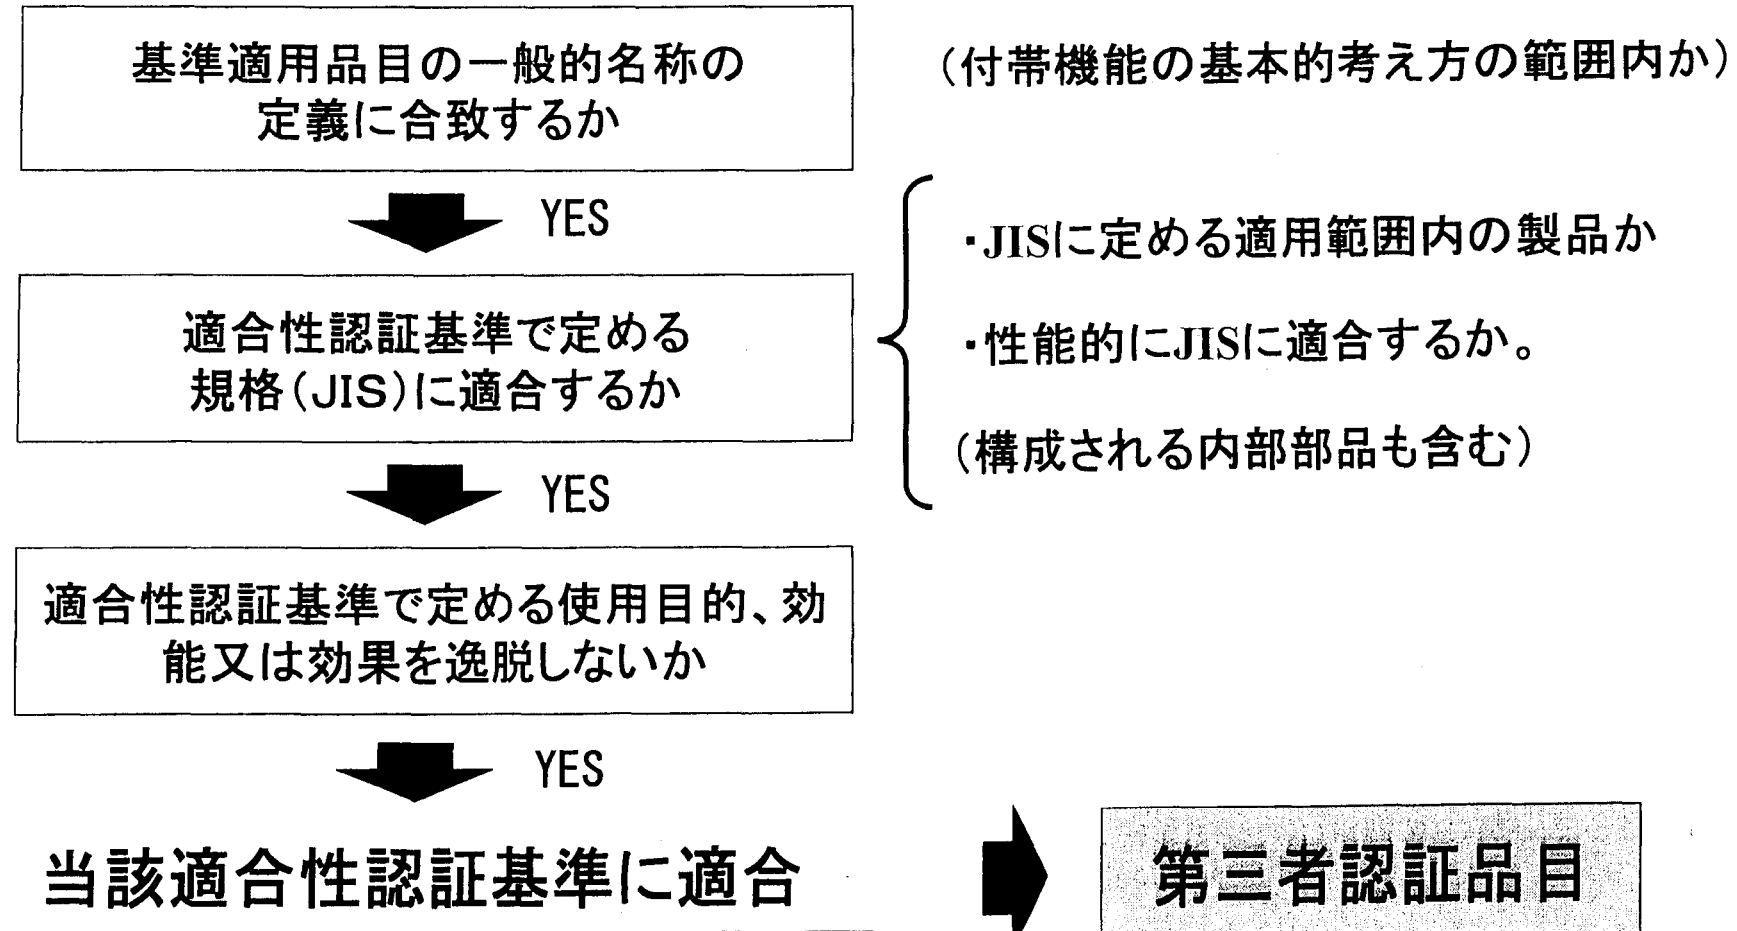 基準適用品目の一般的名称の
定義に合致するか
(付帯機能の基本的考え方の範囲内か)
YES
適合性認証基準で定める
規格(JIS)に適合するか
・JISに定める適用範囲内の製品か
・性能的にJISに適合するか。
(構成される内部部品も含む)
YES
適合性認証基準で定める使用目的、効
能又は効果を逸脱しないか
YES
当該適合性認証基準に適合
第三者認証品目